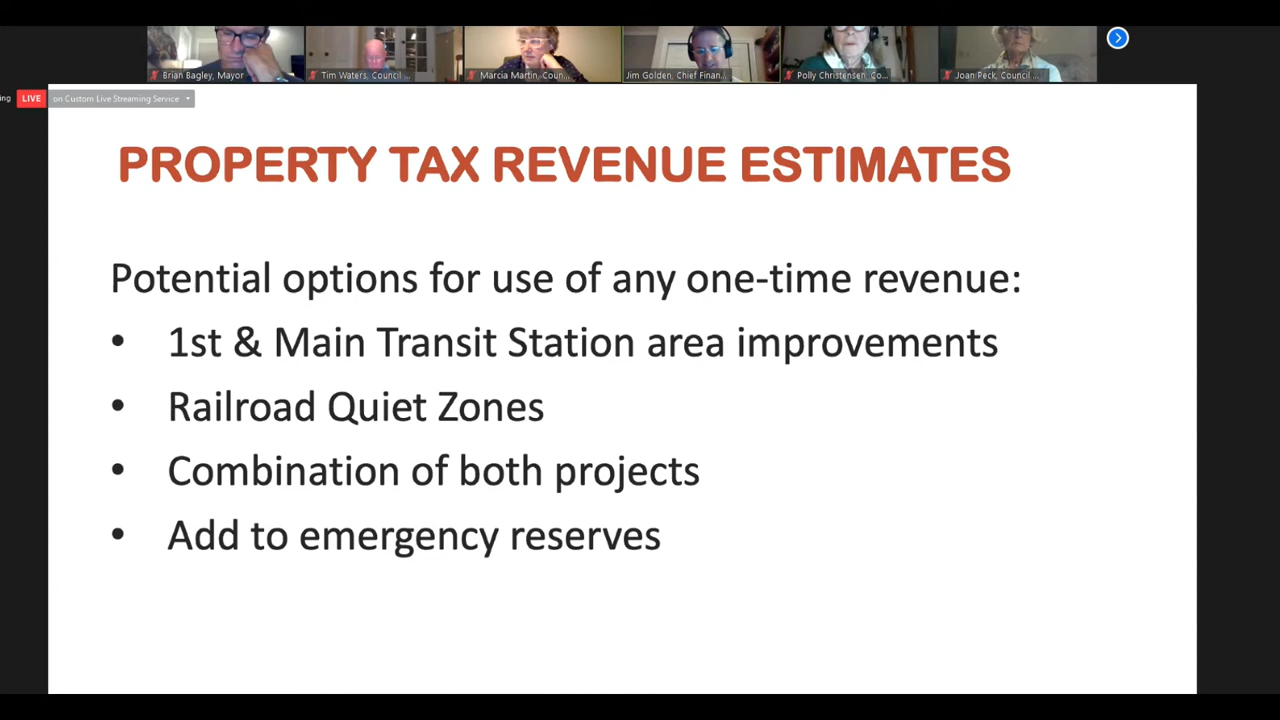 Brian Bagley, Mayor
Tim Waters, Council ...
Marcia Martin, Coun...
Jim Golden, Chief Finan...
Polly Christensen, Co...
Joan Peck, Council ...
LIVE
on Custom Live Streaming Service
PROPERTY TAX REVENUE ESTIMATES
Potential options for use of any one-time revenue:
• 1st & Main Transit Station area improvements
• Railroad Quiet Zones
• Combination of both projects
• Add to emergency reserves